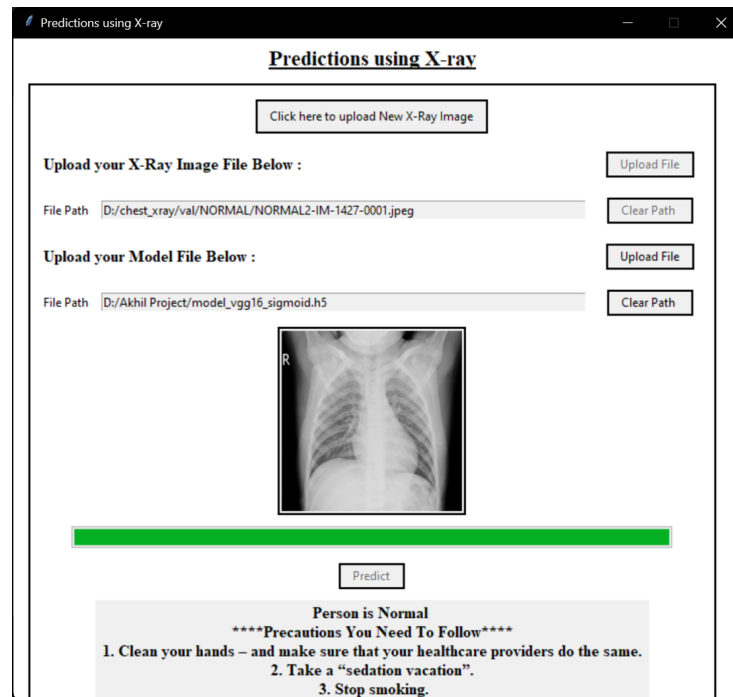 Predictions using X-ray
Predictions using X-ray
Click here to upload New X-Ray Image
Upload your X-Ray Image File Below :
Upload File
File Path D:/chest_xray/val/NORMAL/NORMAL2-IM-1427-0001.jpeg
Clear Path
Upload your Model File Below :
Upload File
File Path D:/Akhil Project/model_vgg16_sigmoid.h5
Clear Path
R
Predict
Person is Normal
****Precautions You Need To Follow****
1. Clean your hands – and make sure that your healthcare providers do the same.
2. Take a “sedation vacation”.
3. Stop smoking.